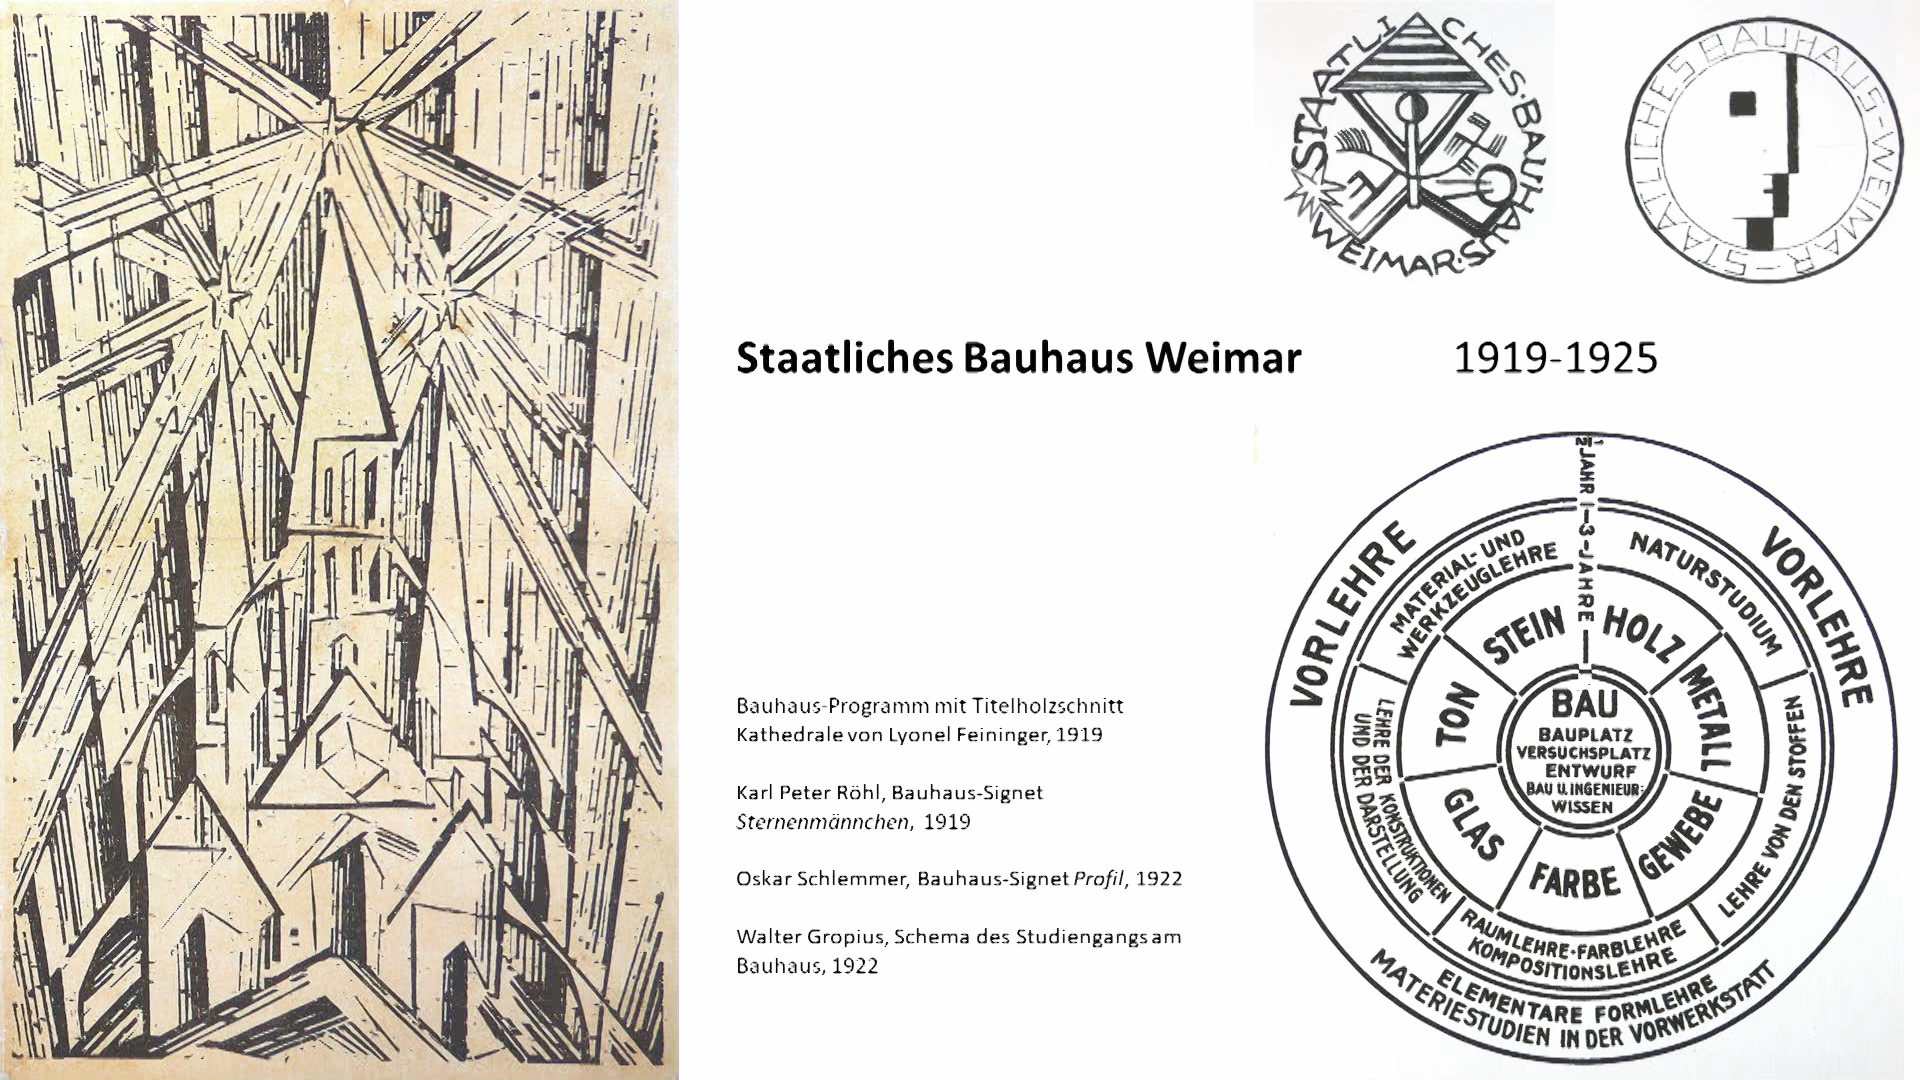 STAATLICHES·BAUHAUS
WEIMAR·
STAATLICHES BAUHAUS-WEIMAR-
Staatliches Bauhaus Weimar 1919-1925
Bauhaus-Programm mit Titelholzschnitt
Kathedrale von Lyonel Feininger, 1919
Karl Peter Röhl, Bauhaus-Signet
Sternenmännchen, 1919
Oskar Schlemmer, Bauhaus-Signet Profil, 1922
Walter Gropius, Schema des Studiengangs am
Bauhaus, 1922
½ JAHR
3-JAHRE
VORLEHRE
VORLEHRE
MATERIAL- UND
WERKZEUGLEHRE
NATURSTUDIUM
STEIN
HOLZ
METALL
TON
GLAS
FARBE
GEWEBE
BAU
BAUPLATZ
VERSUCHSPLATZ
ENTWURF
BAU U. INGENIEUR-
WISSEN
LEHRE DER KONSTRUKTIONEN
UND DER DARSTELLUNG
LEHRE VON DEN STOFFEN
RAUMLEHRE·FARBLEHRE
KOMPOSITIONSLEHRE
ELEMENTARE FORMLEHRE
MATERIESTUDIEN IN DER VORWERKSTATT